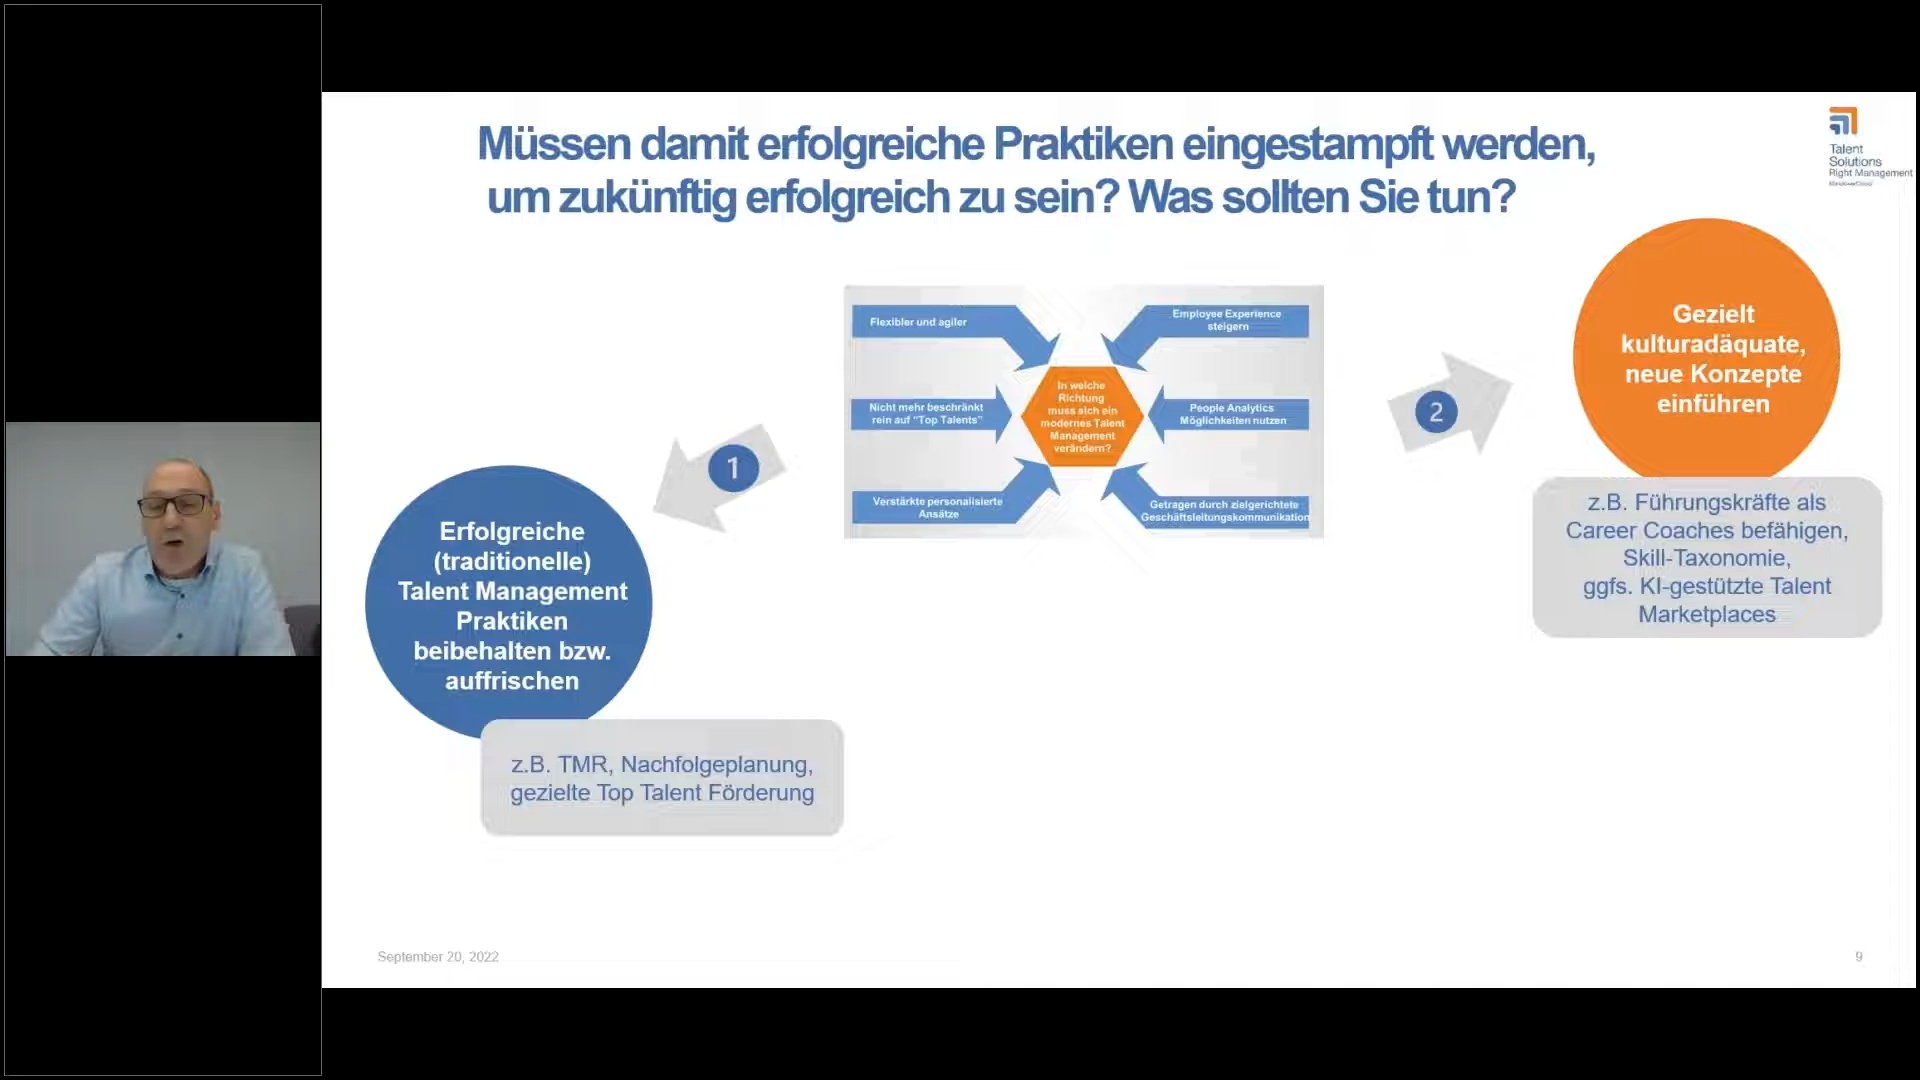 Müssen damit erfolgreiche Praktiken eingestampft werden,
um zukünftig erfolgreich zu sein? Was sollten Sie tun?
Talent
Solutions
Right Management
ManpowerGroup
Flexibler und agiler
Nicht mehr beschränkt
rein auf "Top Talents"
Verstärkte personalisierte
Ansätze
In welche
Richtung
muss sich ein
modernes Talent
Management
verändern?
Employee Experience
steigern
People Analytics
Möglichkeiten nutzen
Getragen durch zielgerichtete
Geschäftsleitungskommunikation
1
Erfolgreiche
(traditionelle)
Talent Management
Praktiken
beibehalten bzw.
auffrischen
z.B. TMR, Nachfolgeplanung,
gezielte Top Talent Förderung
2
Gezielt
kulturadäquate,
neue Konzepte
einführen
z.B. Führungskräfte als
Career Coaches befähigen,
Skill-Taxonomie,
ggfs. KI-gestützte Talent
Marketplaces
September 20, 2022
9